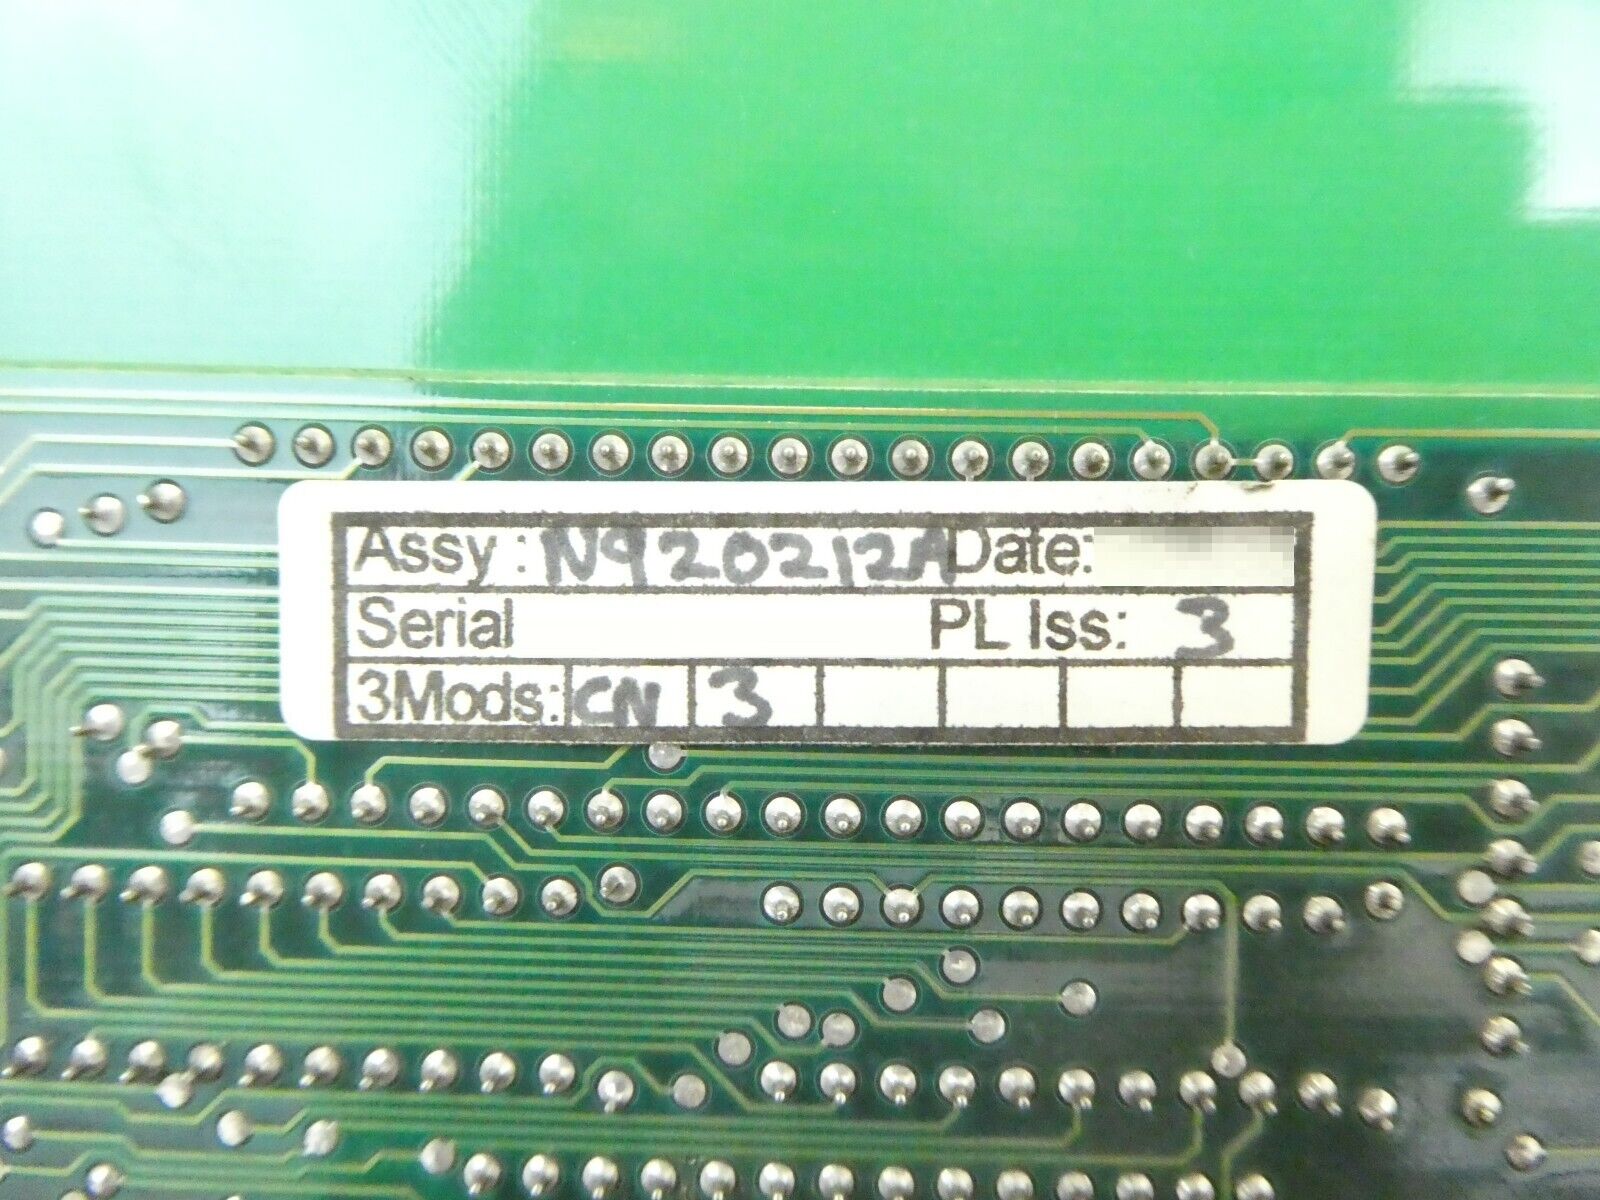 Assy: N920212A Date:
Serial PL Iss: 3
3Mods: CN 3